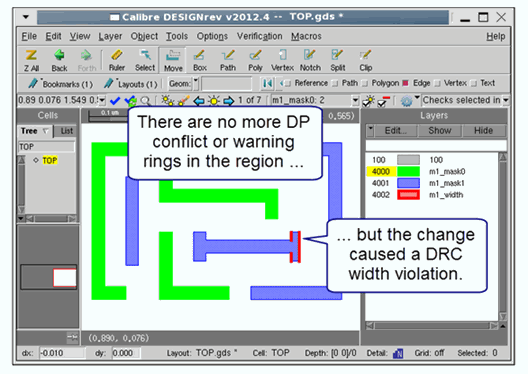 Calibre DESIGNrev v2012.4 -- TOP.gds *
File Edit View Layer Object Tools Options Verification Macros Help
Z All Back Forth Ruler Select Move Box Path Poly Vertex Notch Split Clip
Bookmarks (1) Layouts (1) Geom: Reference Path Polygon Edge Vertex Text
0.89 0.076 1.549 0. 1 of 7 m1_mask0: 2 Checks selected in
Cells
Tree List
TOP
TOP
0.1 um
0,565)
There are no more DP
conflict or warning
rings in the region ...
... but the change
caused a DRC
width violation.
Layers
Edit... Show Hide
100 100
4000 m1_mask0
4001 m1_mask1
4002 m1_width
(0.890, 0.076)
dx: -0.010 dy: 0.000 Layout: TOP.gds * Cell: TOP Depth: [0 0]/0 Detail: Grid: off Selected: 0